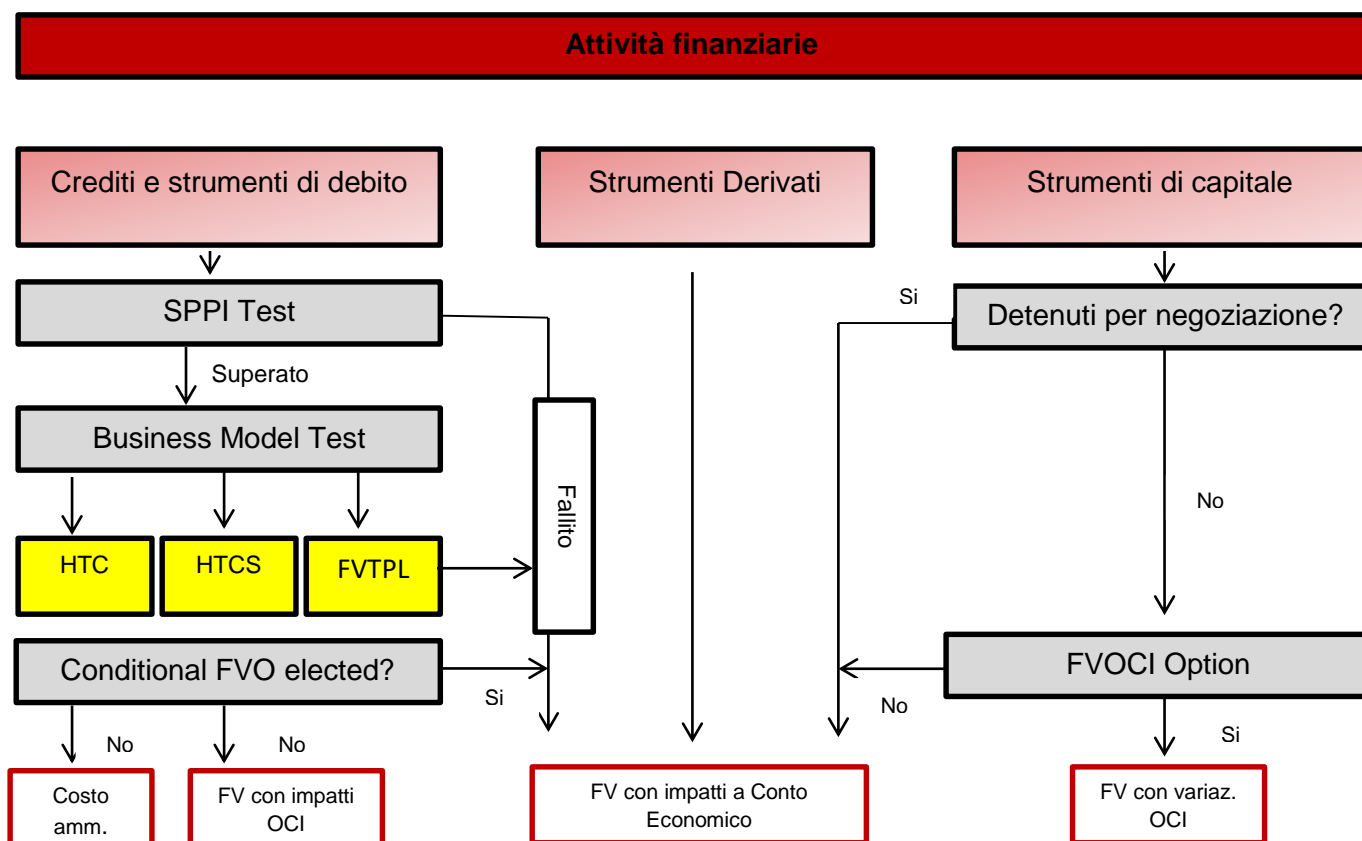 Attività finanziarie
Crediti e strumenti di debito
Strumenti Derivati
Strumenti di capitale
SPPI Test
Si
Detenuti per negoziazione?
Superato
Business Model Test
Fallito
No
HTC
HTCS
FVTPL
Conditional FVO elected?
Si
No
FVOCI Option
No
No
Si
Costo
amm.
FV con impatti
OCI
FV con impatti a Conto
Economico
FV con variaz.
OCI